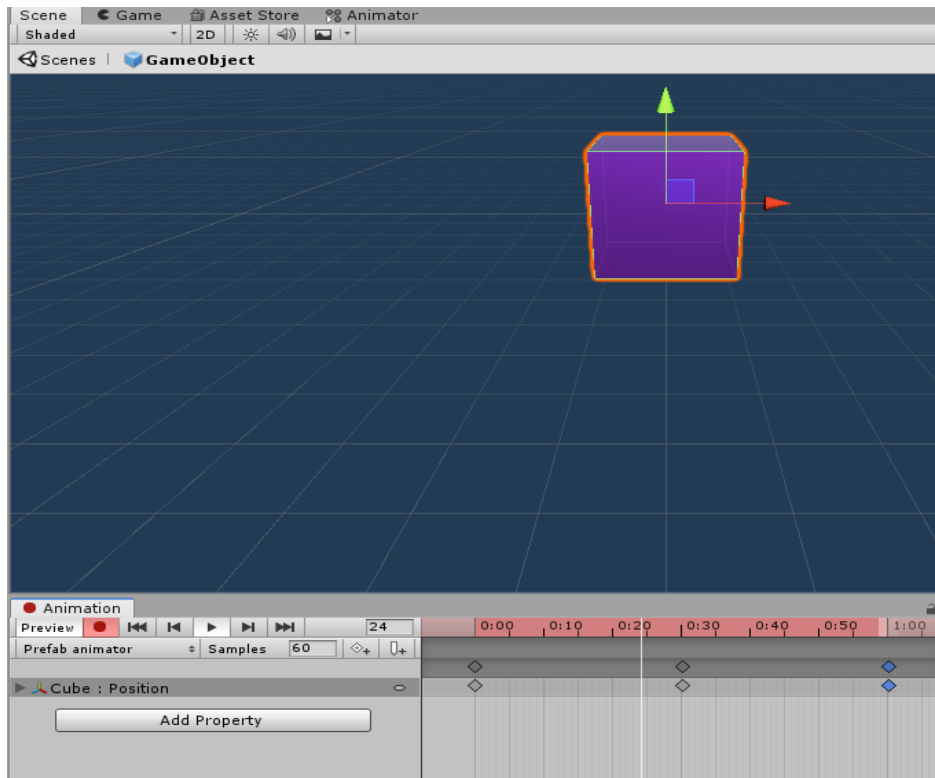 Scene Game Asset Store Animator
Shaded 2D
Scenes | GameObject
Animation
Preview 24 0:00 0:10 0:20 0:30 0:40 0:50 1:00
Prefab animator Samples 60
Cube : Position
Add Property